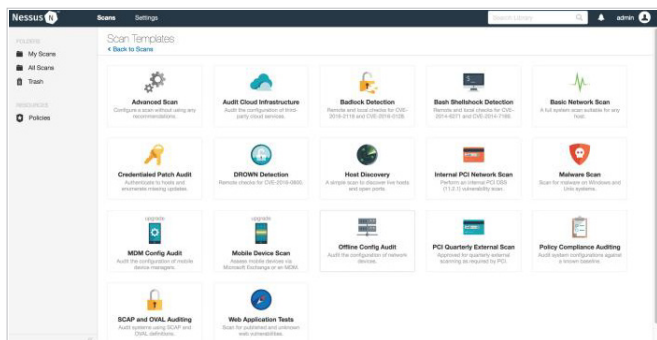 Nessus N
Scans
Settings
Search Library
admin
FOLDERS
My Scans
All Scans
Trash
RESOURCES
Policies
Scan Templates
Back to Scans
Advanced Scan
Configure a scan without using any
recommendations.
Audit Cloud Infrastructure
Audit the configuration of third-
party cloud services.
Badlock Detection
Remote and local checks for CVE-
2016-2118 and CVE-2016-0128.
Bash Shellshock Detection
Remote and local checks for CVE-
2014-6271 and CVE-2014-7169.
Basic Network Scan
A full system scan suitable for any
host.
Credentialed Patch Audit
Authenticate to hosts and
enumerate missing updates.
DROWN Detection
Remote checks for CVE-2016-0800.
Host Discovery
A simple scan to discover live hosts
and open ports.
Internal PCI Network Scan
Perform an internal PCI DSS
(11.2.1) vulnerability scan.
Malware Scan
Scan for malware on Windows and
Unix systems.
upgrade
MDM Config Audit
Audit the configuration of mobile
device managers.
upgrade
Mobile Device Scan
Assess mobile devices via
Microsoft Exchange or an MDM.
Offline Config Audit
Audit the configuration of network
devices.
PCI Quarterly External Scan
Approved for quarterly external
scanning as required by PCI.
Policy Compliance Auditing
Audit system configurations against
a known baseline.
SCAP and OVAL Auditing
Audit systems using SCAP and
OVAL definitions.
Web Application Tests
Scan for published and unknown
web vulnerabilities.